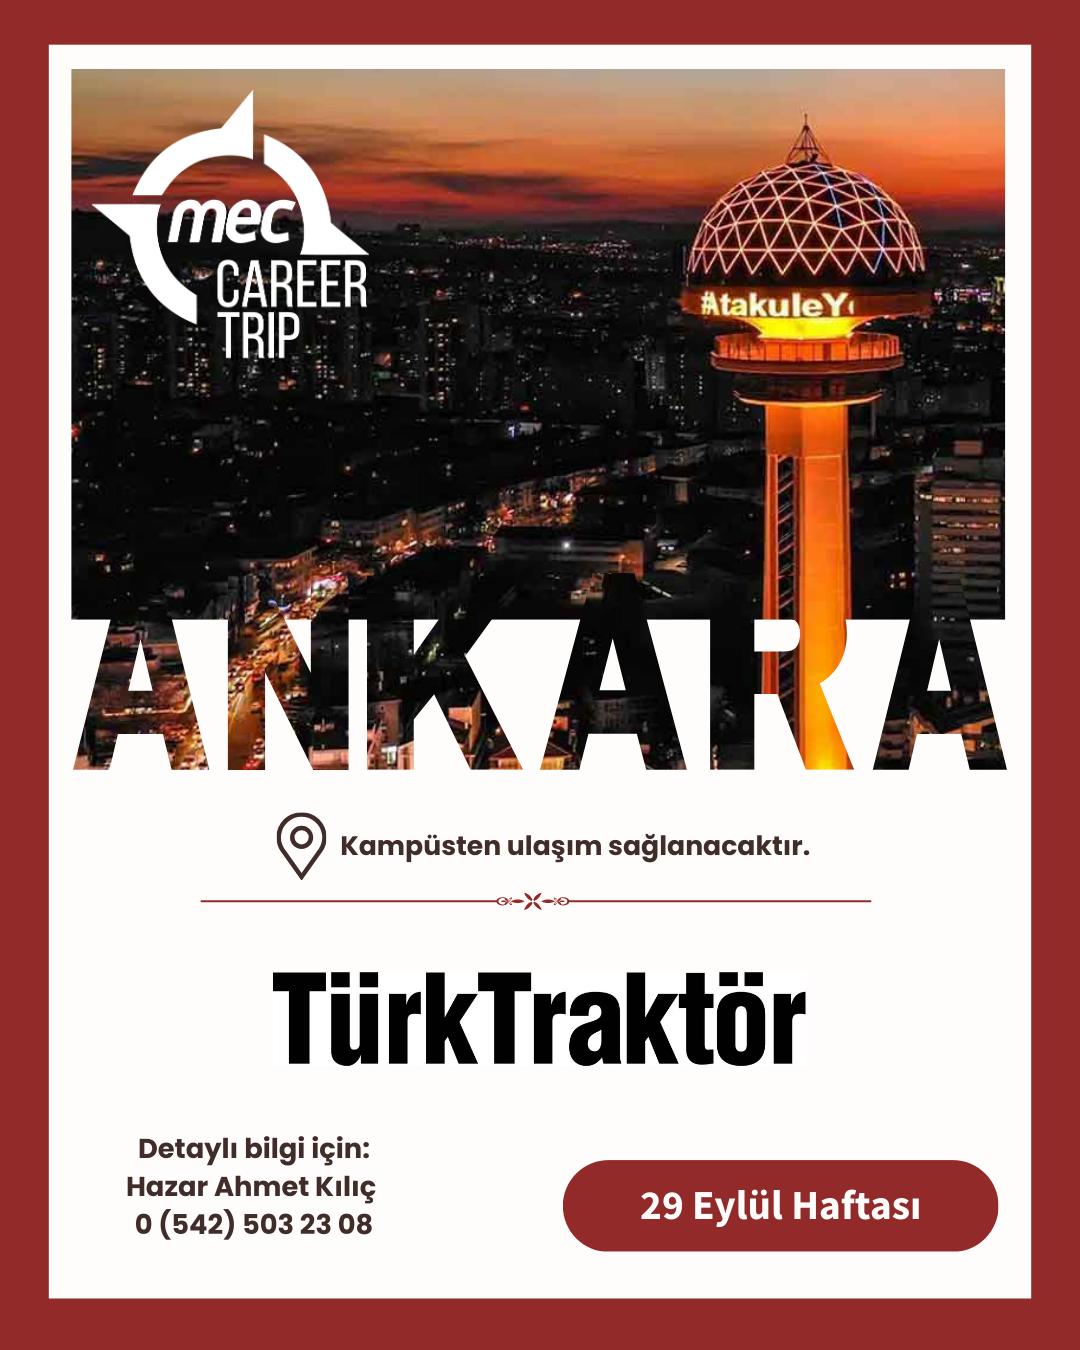 mec
CAREER
TRIP
#AtakuleY
ANKARA
Kampüsten ulaşım sağlanacaktır.
TürkTraktör
Detaylı bilgi için:
Hazar Ahmet Kılıç
0 (542) 503 23 08
29 Eylül Haftası